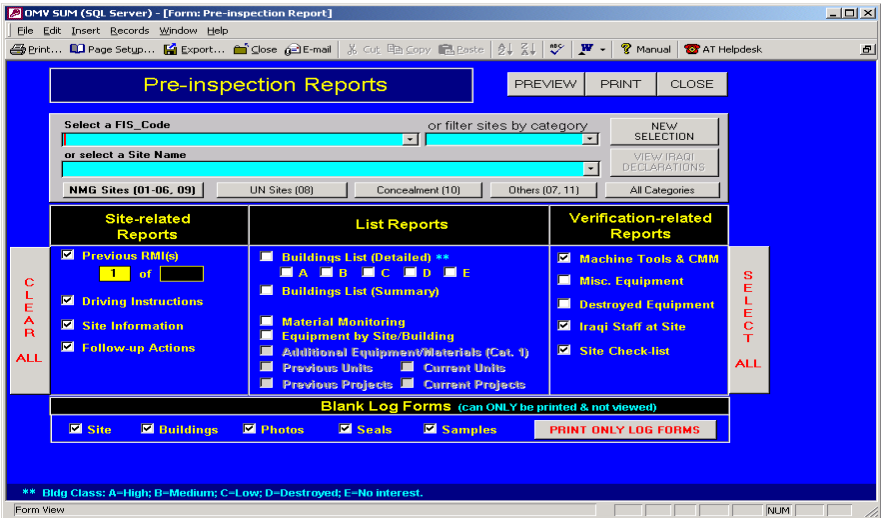 OMV SUM (SQL Server) - [Form: Pre-inspection Report]
File Edit Insert Records Window Help
Print... Page Setup... Export... Close E-mail Cut Copy Paste Manual AT Helpdesk
Pre-inspection Reports PREVIEW PRINT CLOSE
Select a FIS_Code or filter sites by category NEW SELECTION
or select a Site Name VIEW IRAQI DECLARATIONS
NMG Sites (01-06, 09) UN Sites (08) Concealment (10) Others (07, 11) All Categories
Site-related Reports List Reports Verification-related Reports
CLEAR ALL
Previous RMI(s)
1 of
Driving Instructions
Site Information
Follow-up Actions
Buildings List (Detailed) **
A B C D E
Buildings List (Summary)
Material Monitoring
Equipment by Site/Building
Additional Equipment/Materials (Cat. 1)
Previous Units Current Units
Previous Projects Current Projects
Machine Tools & CMM
Misc. Equipment
Destroyed Equipment
Iraqi Staff at Site
Site Check-list
SELECT ALL
Blank Log Forms (can ONLY be printed & not viewed)
Site Buildings Photos Seals Samples PRINT ONLY LOG FORMS
** Bldg Class: A=High; B=Medium; C=Low; D=Destroyed; E=No interest.
Form View NUM